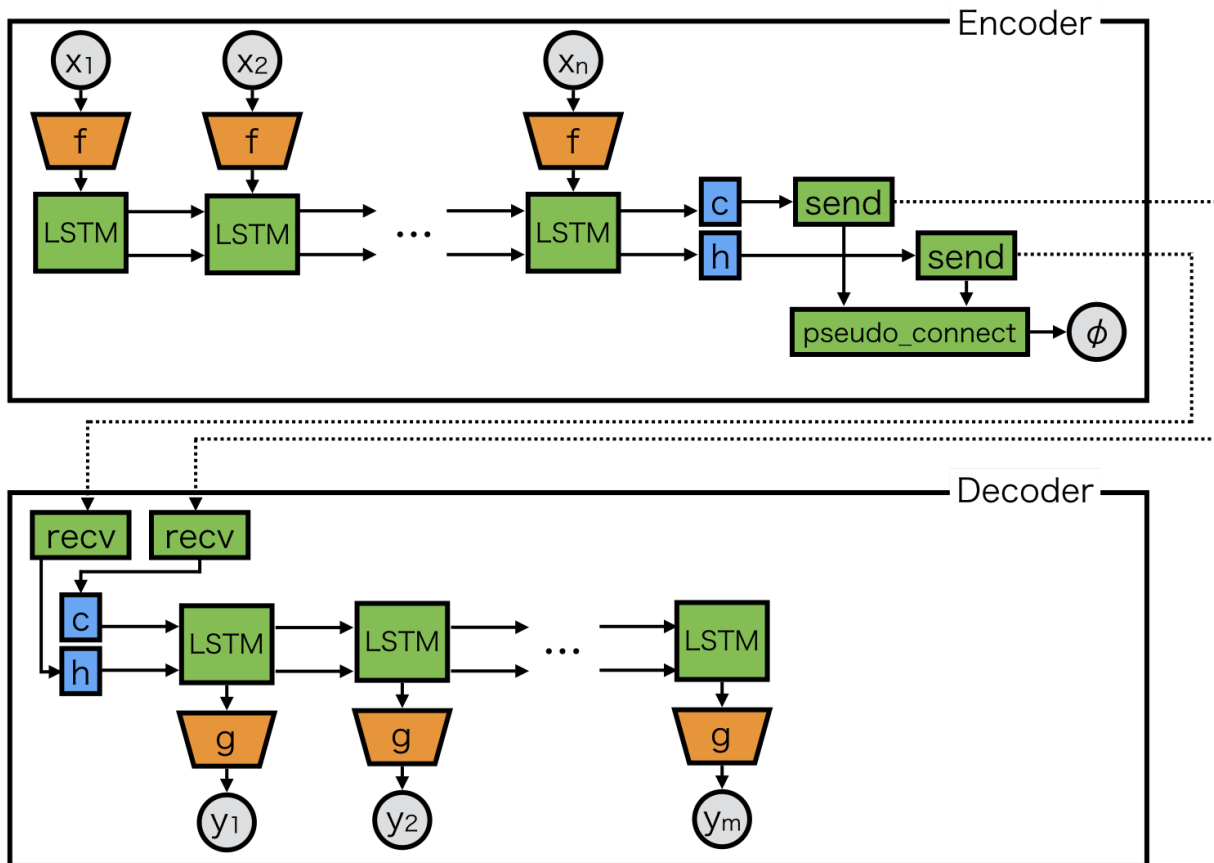 Encoder
x1 x2 xn
f f f
LSTM LSTM ... LSTM c send
h send
pseudo_connect ϕ
Decoder
recv recv
c LSTM LSTM ... LSTM
h
g g g
y1 y2 ym